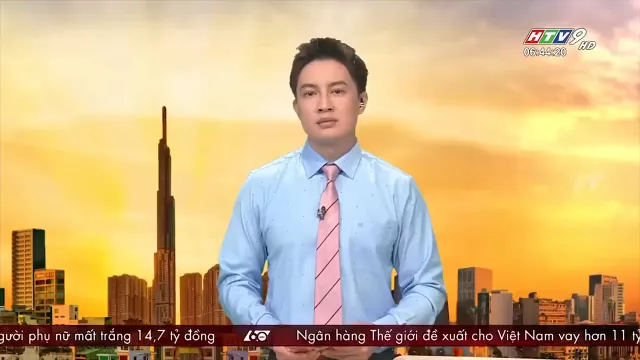 HTV9 HD
06:44:20
gười phụ nữ mất trắng 14,7 tỷ đồng 60 Ngân hàng Thế giới đề xuất cho Việt Nam vay hơn 11 t